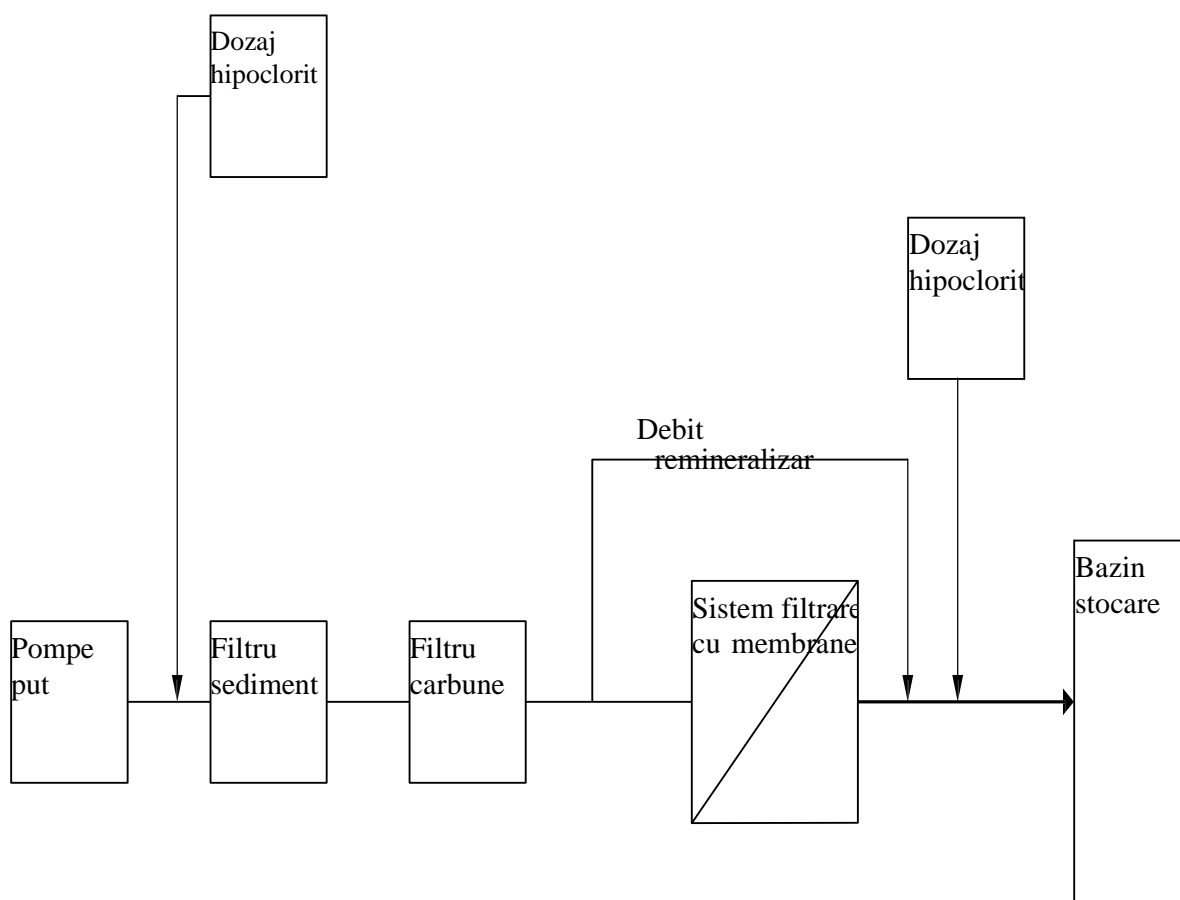 Dozaj
hipoclorit
Dozaj
hipoclorit
Debit
remineralizar
Pompe
put
Filtru
sediment
Filtru
carbune
Sistem filtrare
cu membrane
Bazin
stocare